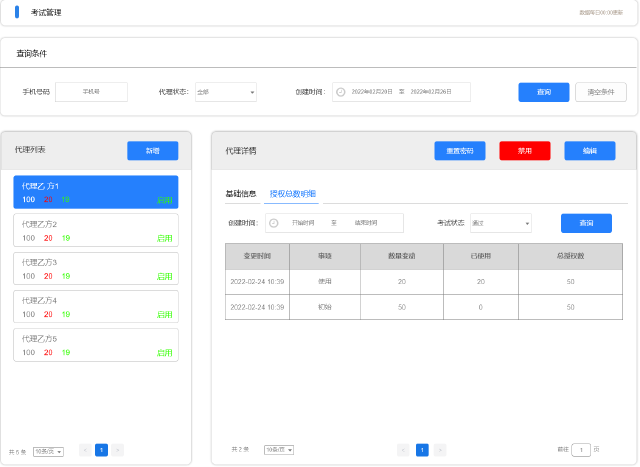 考试管理
数据每日00:00更新
查询条件
手机号码 手机号 代理状态: 全部 创建时间: 2022年02月20日 至 2022年02月26日 查询 清空条件
代理列表 新增
代理乙方1
100 20 19 启用
代理乙方2
100 20 19 启用
代理乙方3
100 20 19 启用
代理乙方4
100 20 19 启用
代理乙方5
100 20 19 启用
共 5 条 10条/页 < 1 >
代理详情 重置密码 禁用 编辑
基础信息 授权总数明细
创建时间: 开始时间 至 结束时间 考试状态 通过 查询
变更时间 事项 数量变动 已使用 总授权数
2022-02-24 10:39 使用 20 20 50
2022-02-24 10:39 初始 50 0 50
共 2 条 10条/页 < 1 > 前往 1 页